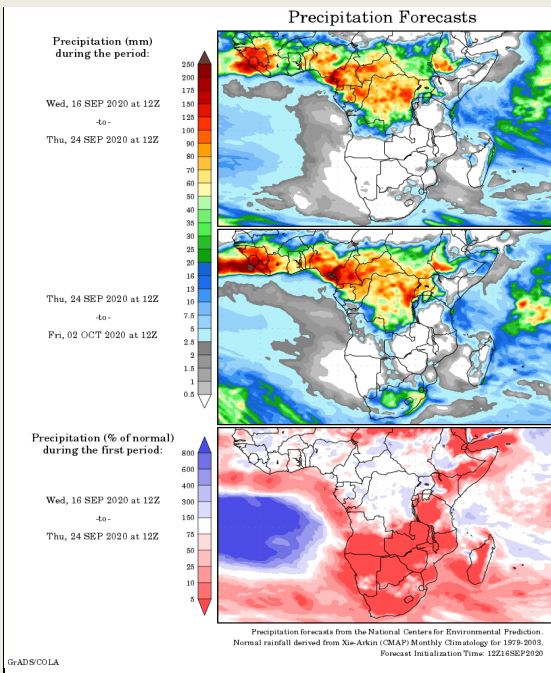 Precipitation Forecasts
Precipitation (mm)
during the period:
Wed, 16 SEP 2020 at 12Z
-to-
Thu, 24 SEP 2020 at 12Z
250
200
175
150
125
100
90
80
70
60
50
40
35
30
25
20
16
13
10
7.5
5
2.5
2
1.5
1
0.5
Thu, 24 SEP 2020 at 12Z
-to-
Fri, 02 OCT 2020 at 12Z
Precipitation (% of normal)
during the first period:
Wed, 16 SEP 2020 at 12Z
-to-
Thu, 24 SEP 2020 at 12Z
800
600
400
300
150
75
50
25
10
5
Precipitation forecasts from the National Centers for Environmental Prediction.
Normal rainfall derived from Xie-Arkin (CMAP) Monthly Climatology for 1979-2003.
Forecast Initialization Time: 12Z16SEP2020
GrADS/COLA